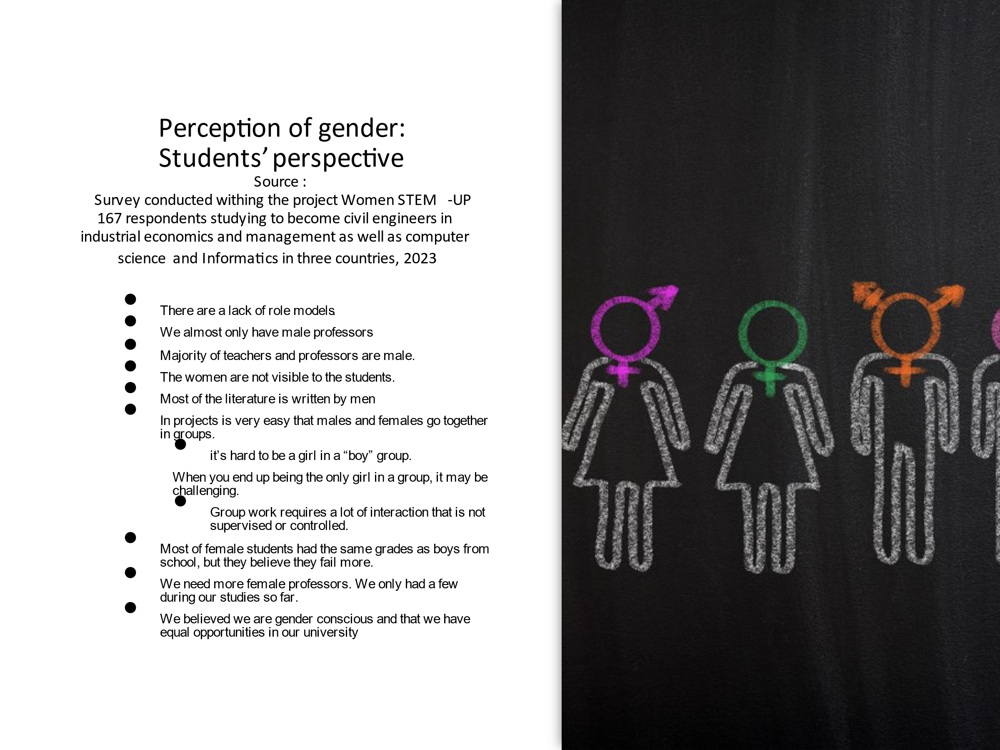 Perception of gender:
Students’ perspective
Source :
Survey conducted withing the project Women STEM -UP
167 respondents studying to become civil engineers in
industrial economics and management as well as computer
science and Informatics in three countries, 2023
● There are a lack of role models.
● We almost only have male professors
● Majority of teachers and professors are male.
● The women are not visible to the students.
● Most of the literature is written by men
● In projects is very easy that males and females go together
in groups.
● it’s hard to be a girl in a “boy” group.
When you end up being the only girl in a group, it may be
challenging.
● Group work requires a lot of interaction that is not
supervised or controlled.
● Most of female students had the same grades as boys from
school, but they believe they fail more.
● We need more female professors. We only had a few
during our studies so far.
● We believed we are gender conscious and that we have
equal opportunities in our university